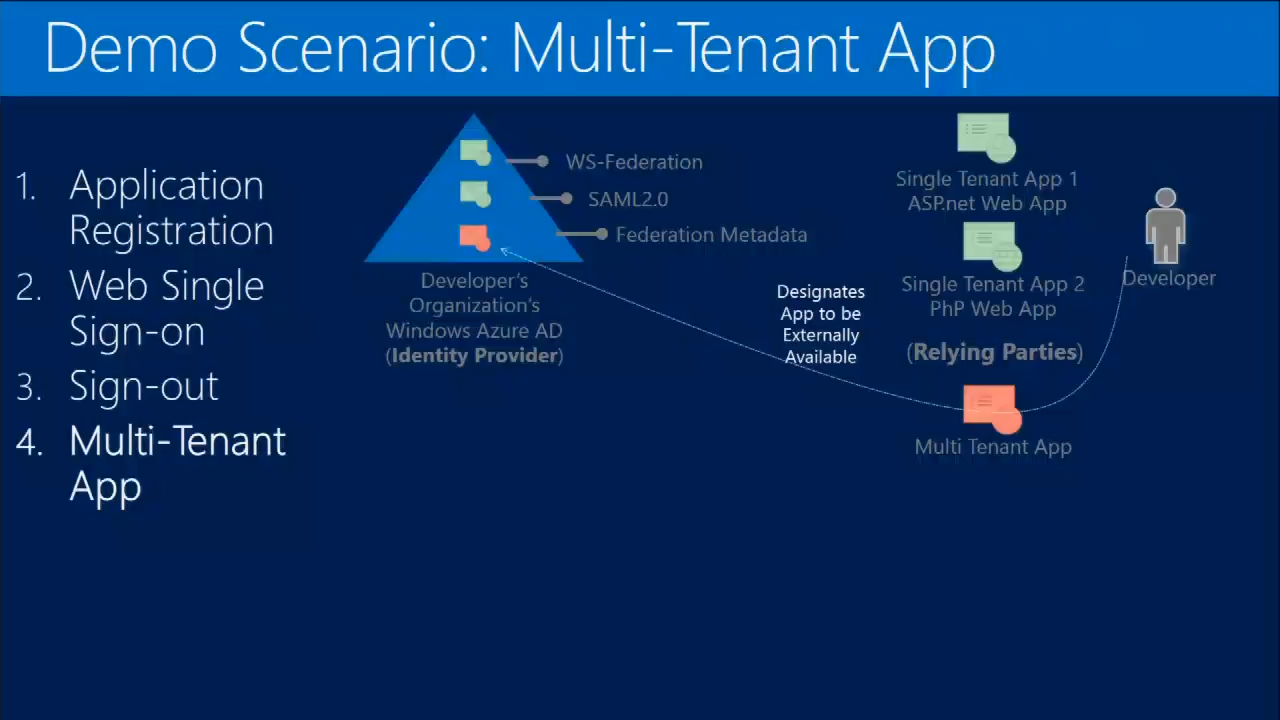 Demo Scenario: Multi-Tenant App
1. Application
Registration
2. Web Single
Sign-on
3. Sign-out
4. Multi-Tenant
App
WS-Federation
SAML2.0
Federation Metadata
Developer's
Organization's
Windows Azure AD
(Identity Provider)
Designates
App to be
Externally
Available
Single Tenant App 1
ASP.net Web App
Single Tenant App 2
PhP Web App
(Relying Parties)
Multi Tenant App
Developer